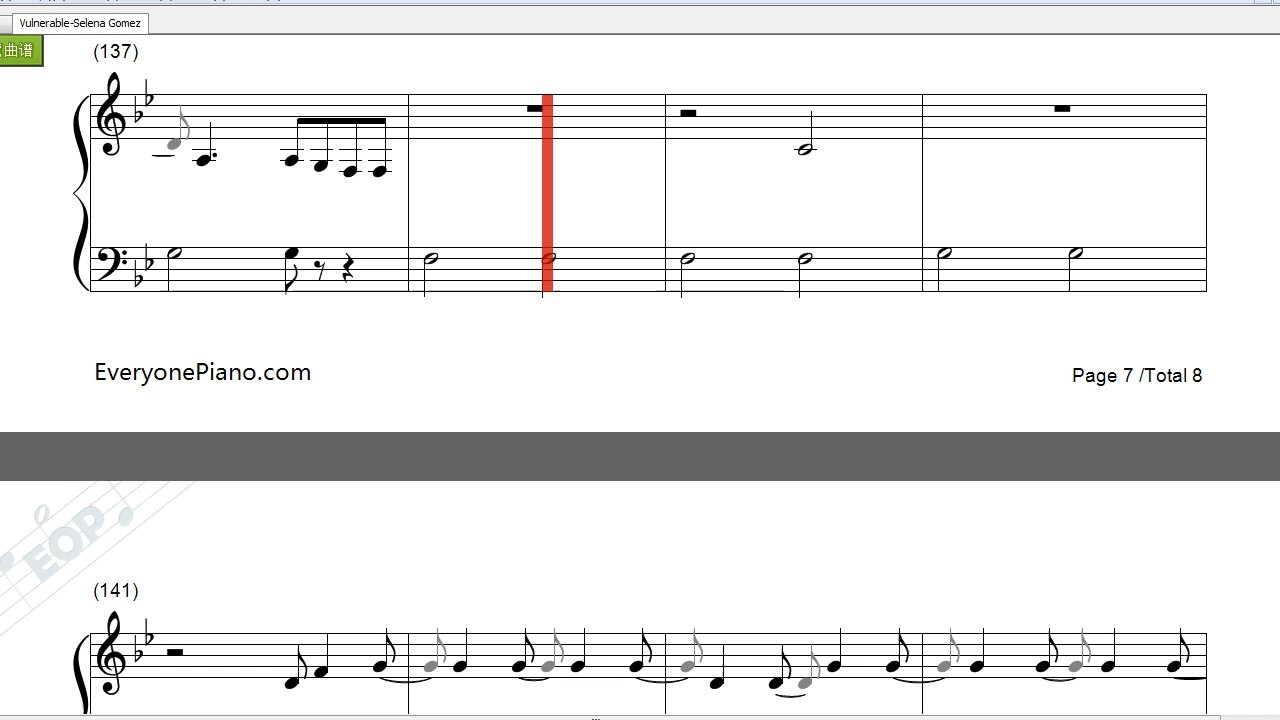 Vulnerable-Selena Gomez
曲谱
(137)
EveryonePiano.com
Page 7 /Total 8
EOP
(141)